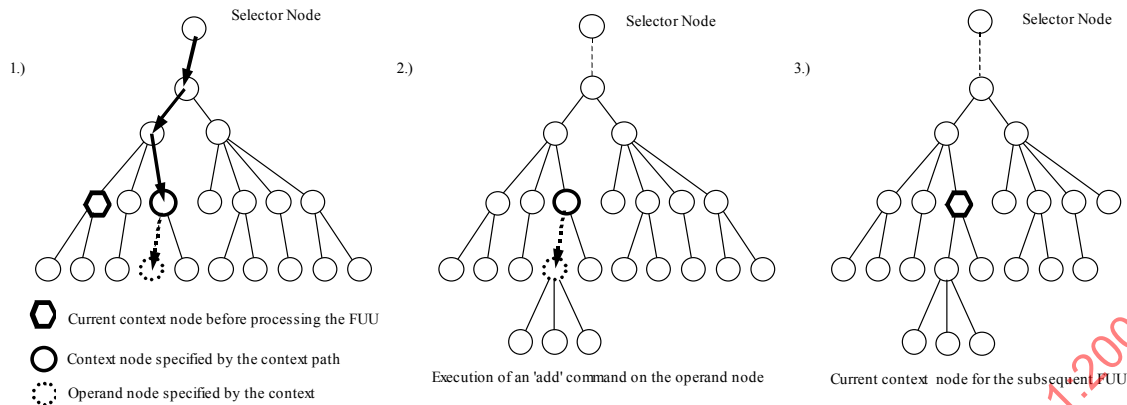 Selector Node
Selector Node
Selector Node
1.)
2.)
3.)
Current context node before processing the FUU
Context node specified by the context path
Operand node specified by the context
Execution of an 'add' command on the operand node
Current context node for the subsequent FUU
1:200